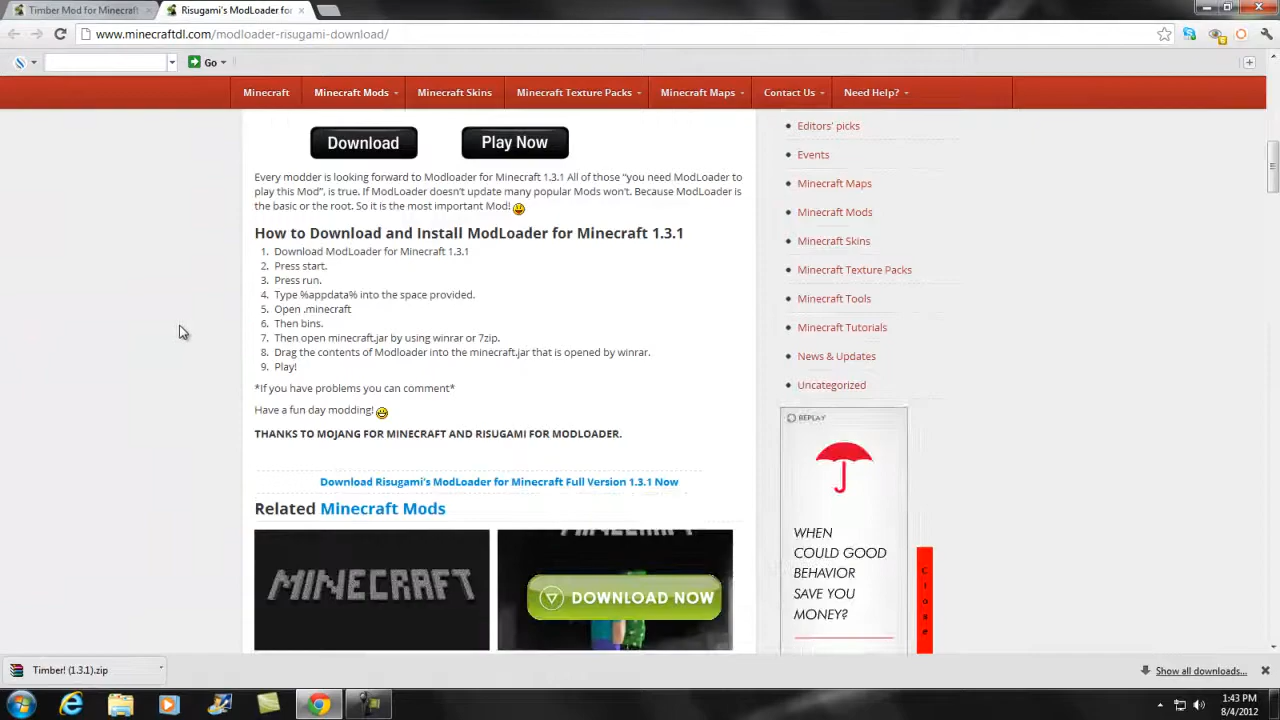 Timber Mod for Minecraf
Risugami's ModLoader fo
www.minecraftdl.com/modloader-risugami-download/
Go
Minecraft
Minecraft Mods
Minecraft Skins
Minecraft Texture Packs
Minecraft Maps
Contact Us
Need Help?
Download
Play Now
Every modder is looking forward to Modloader for Minecraft 1.3.1 All of those “you need ModLoader to
play this Mod”, is true. If ModLoader doesn’t update many popular Mods won’t. Because ModLoader is
the basic or the root. So it is the most important Mod!
How to Download and Install ModLoader for Minecraft 1.3.1
1. Download ModLoader for Minecraft 1.3.1
2. Press start.
3. Press run.
4. Type %appdata% into the space provided.
5. Open .minecraft
6. Then bins.
7. Then open minecraft.jar by using winrar or 7zip.
8. Drag the contents of Modloader into the minecraft.jar that is opened by winrar.
9. Play!
*If you have problems you can comment*
Have a fun day modding!
THANKS TO MOJANG FOR MINECRAFT AND RISUGAMI FOR MODLOADER.
Download Risugami’s ModLoader for Minecraft Full Version 1.3.1 Now
Related Minecraft Mods
MINECRAFT
MINECRAFT
DOWNLOAD NOW
Editors' picks
Events
Minecraft Maps
Minecraft Mods
Minecraft Skins
Minecraft Texture Packs
Minecraft Tools
Minecraft Tutorials
News & Updates
Uncategorized
REPLAY
WHEN
COULD GOOD
BEHAVIOR
SAVE YOU
MONEY?
Close
Timber! (1.3.1).zip
Show all downloads...
1:43 PM
8/4/2012